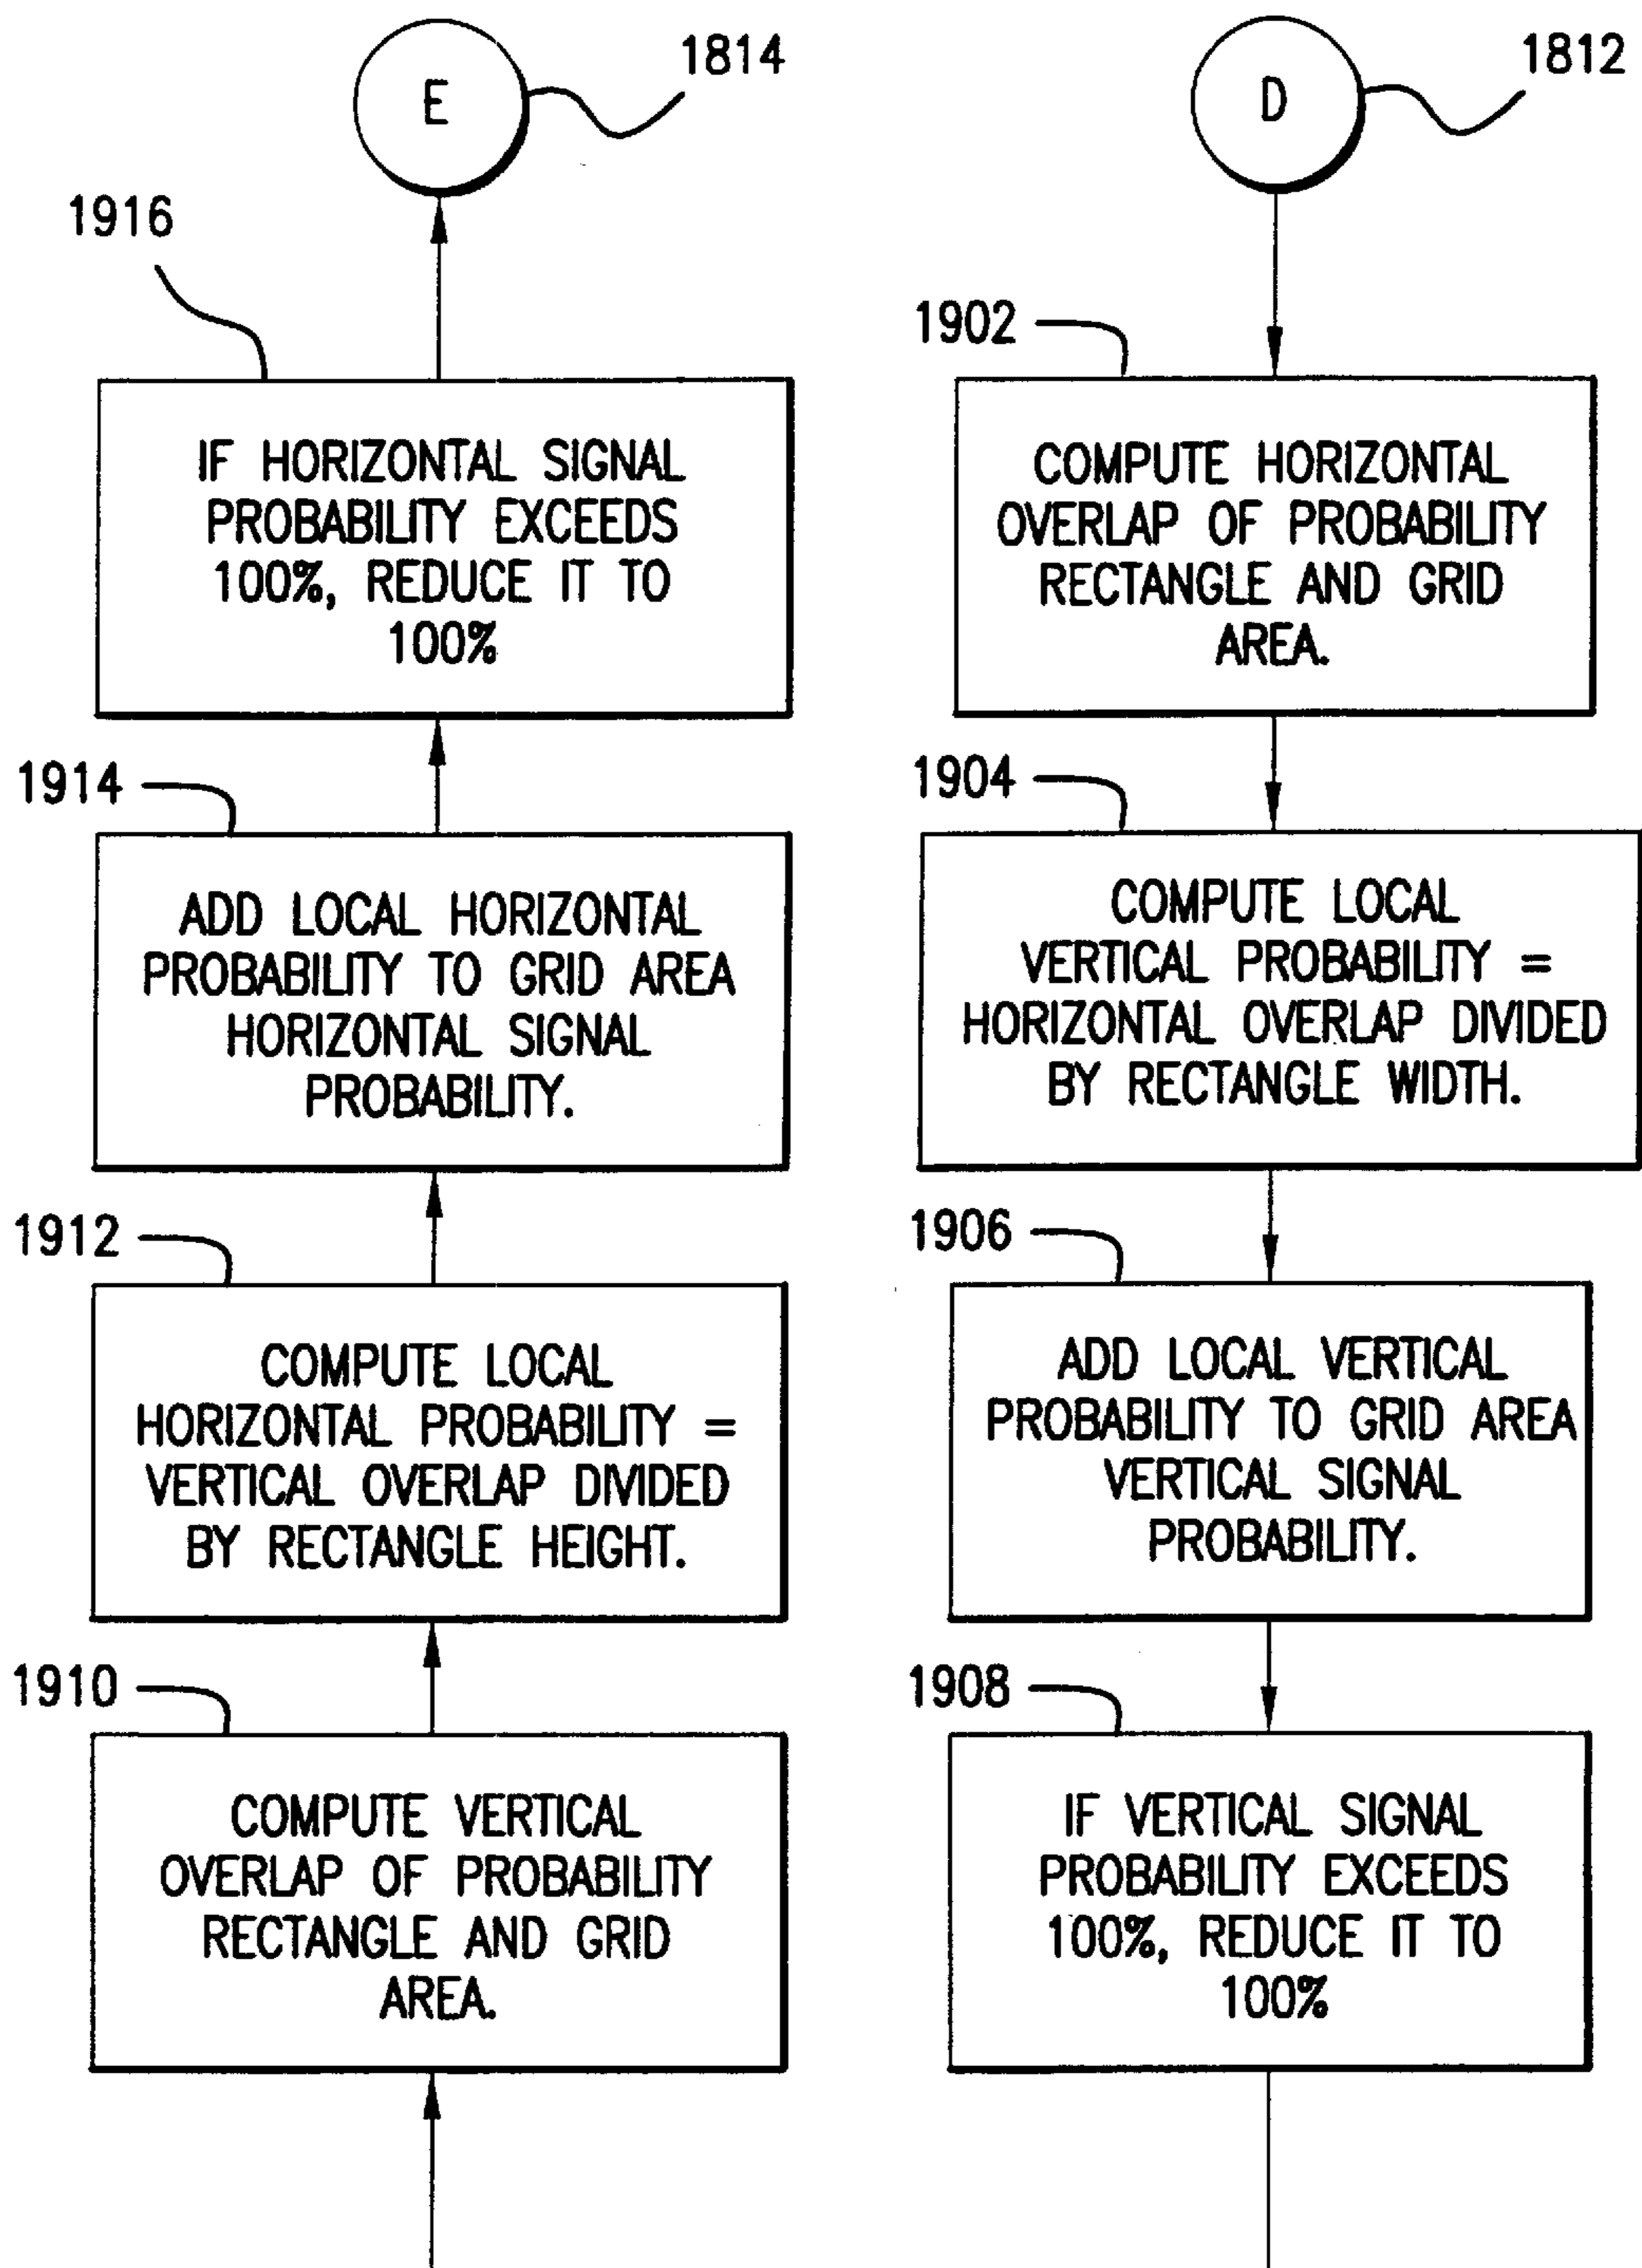 E
1814
D
1812
1916
IF HORIZONTAL SIGNAL
PROBABILITY EXCEEDS
100%, REDUCE IT TO
100%
1902
COMPUTE HORIZONTAL
OVERLAP OF PROBABILITY
RECTANGLE AND GRID
AREA.
1914
ADD LOCAL HORIZONTAL
PROBABILITY TO GRID AREA
HORIZONTAL SIGNAL
PROBABILITY.
1904
COMPUTE LOCAL
VERTICAL PROBABILITY =
HORIZONTAL OVERLAP DIVIDED
BY RECTANGLE WIDTH.
1912
COMPUTE LOCAL
HORIZONTAL PROBABILITY =
VERTICAL OVERLAP DIVIDED
BY RECTANGLE HEIGHT.
1906
ADD LOCAL VERTICAL
PROBABILITY TO GRID AREA
VERTICAL SIGNAL
PROBABILITY.
1910
COMPUTE VERTICAL
OVERLAP OF PROBABILITY
RECTANGLE AND GRID
AREA.
1908
IF VERTICAL SIGNAL
PROBABILITY EXCEEDS
100%, REDUCE IT TO
100%